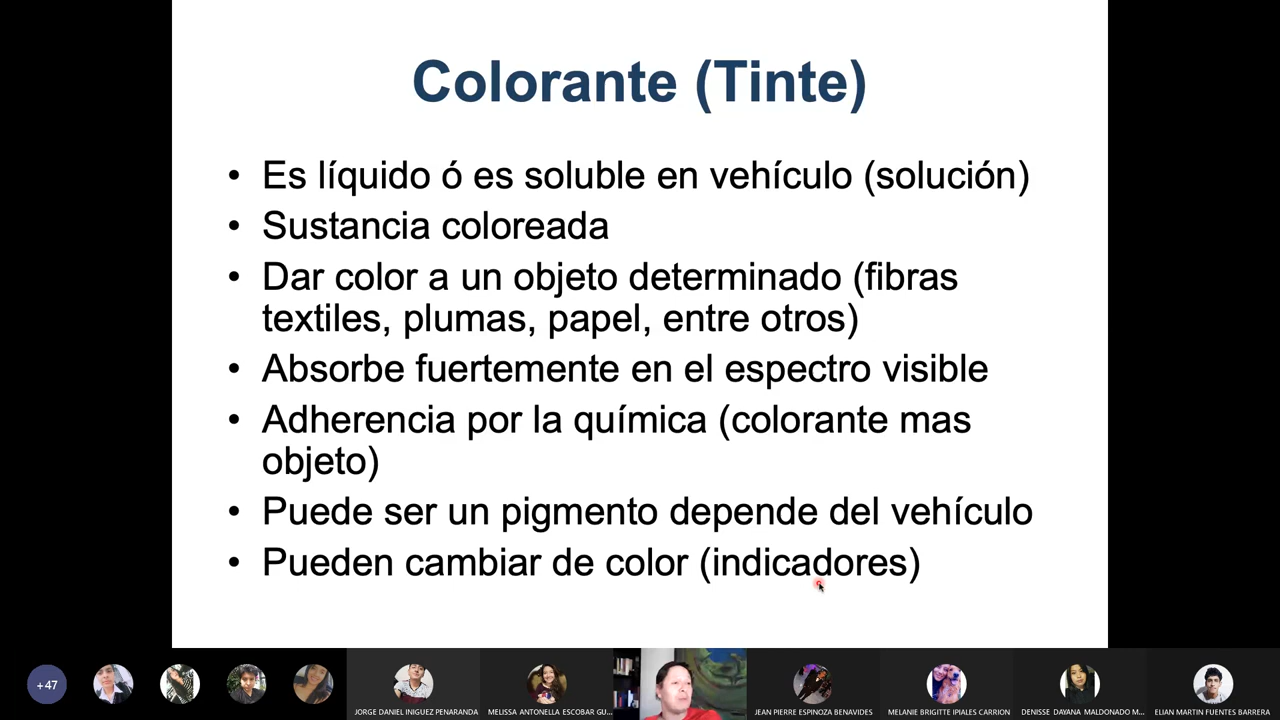 Colorante (Tinte)
• Es líquido ó es soluble en vehículo (solución)
• Sustancia coloreada
• Dar color a un objeto determinado (fibras
textiles, plumas, papel, entre otros)
• Absorbe fuertemente en el espectro visible
• Adherencia por la química (colorante mas
objeto)
• Puede ser un pigmento depende del vehículo
• Pueden cambiar de color (indicadores)
+47
JORGE DANIEL INIGUEZ PENARANDA
MELISSA ANTONELLA ESCOBAR GU...
JEAN PIERRE ESPINOZA BENAVIDES
MELANIE BRIGITTE IPIALES CARRION
DENISSE DAYANA MALDONADO M...
ELIAN MARTIN FUENTES BARRERA